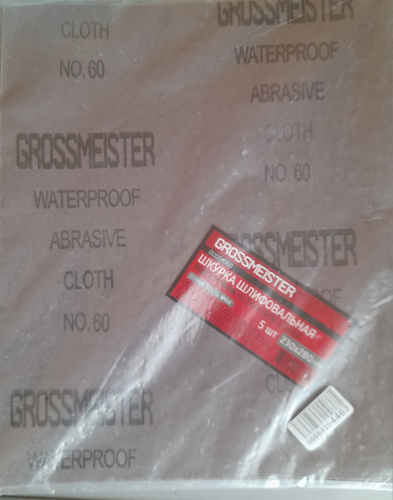 CLOTH
NO. 60
GROSSMEISTER
WATERPROOF
ABRASIVE
CLOTH
NO. 60
GROSSMEISTER
WATERPROOF
GROSSMEISTER
WATERPROOF
ABRASIVE
CLOTH
NO. 60
GROSSMEISTER
GROSSMEISTER
ШКУРКА ШЛИФОВАЛЬНАЯ
5 шт 230х280